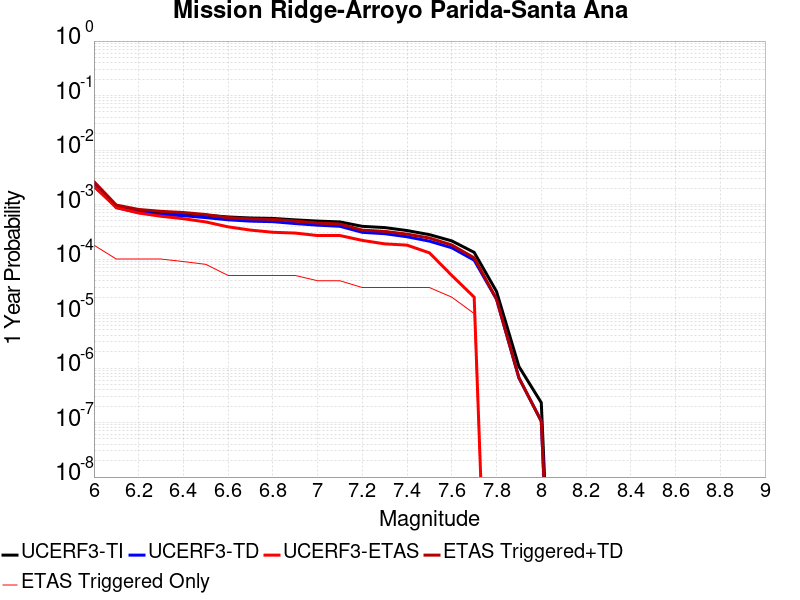 Mission Ridge-Arroyo Parida-Santa Ana
1 Year Probability
10^0
10^-1
10^-2
10^-3
10^-4
10^-5
10^-6
10^-7
10^-8
6 6.2 6.4 6.6 6.8 7 7.2 7.4 7.6 7.8 8 8.2 8.4 8.6 8.8 9
Magnitude
UCERF3-TI UCERF3-TD UCERF3-ETAS ETAS Triggered+TD
ETAS Triggered Only